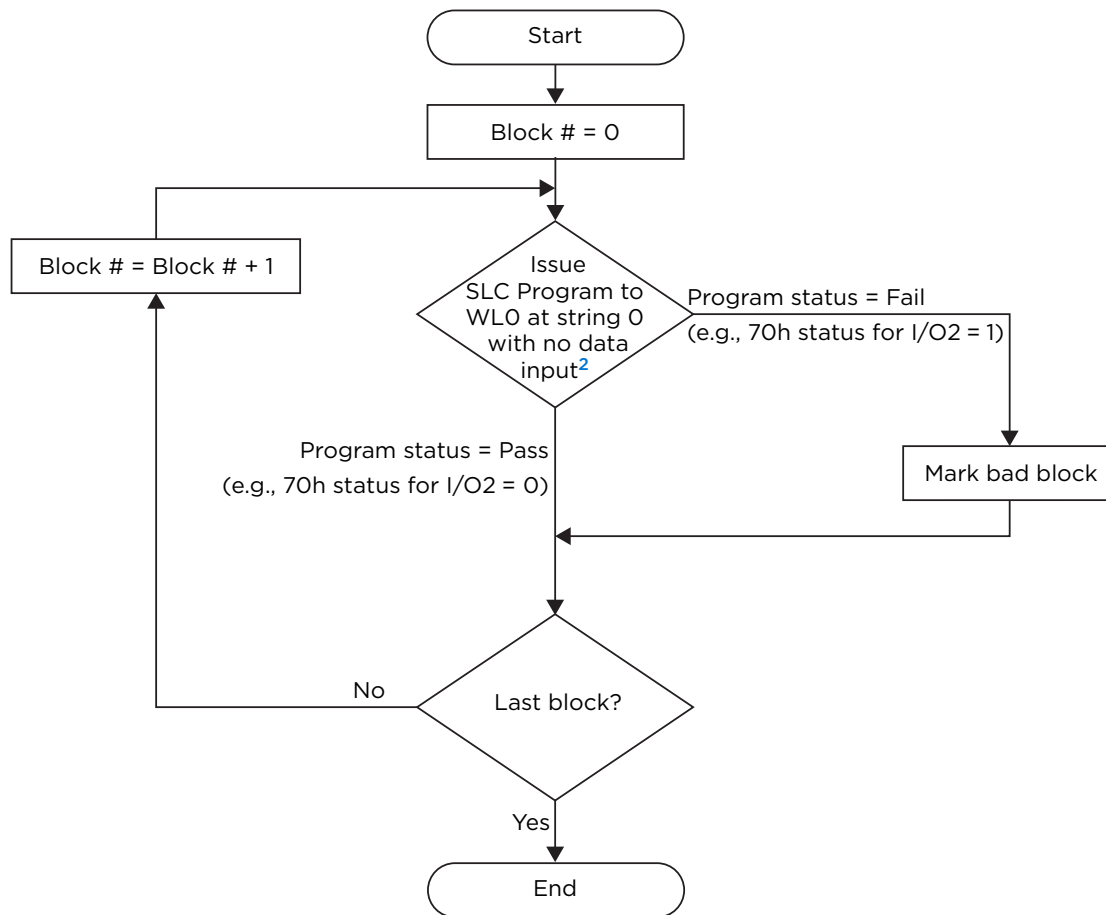 Start
Block # = 0
Block # = Block # + 1
Issue
SLC Program to
WL0 at string 0
with no data
input2
Program status = Fail
(e.g., 70h status for I/O2 = 1)
Program status = Pass
(e.g., 70h status for I/O2 = 0)
Mark bad block
No
Last block?
Yes
End